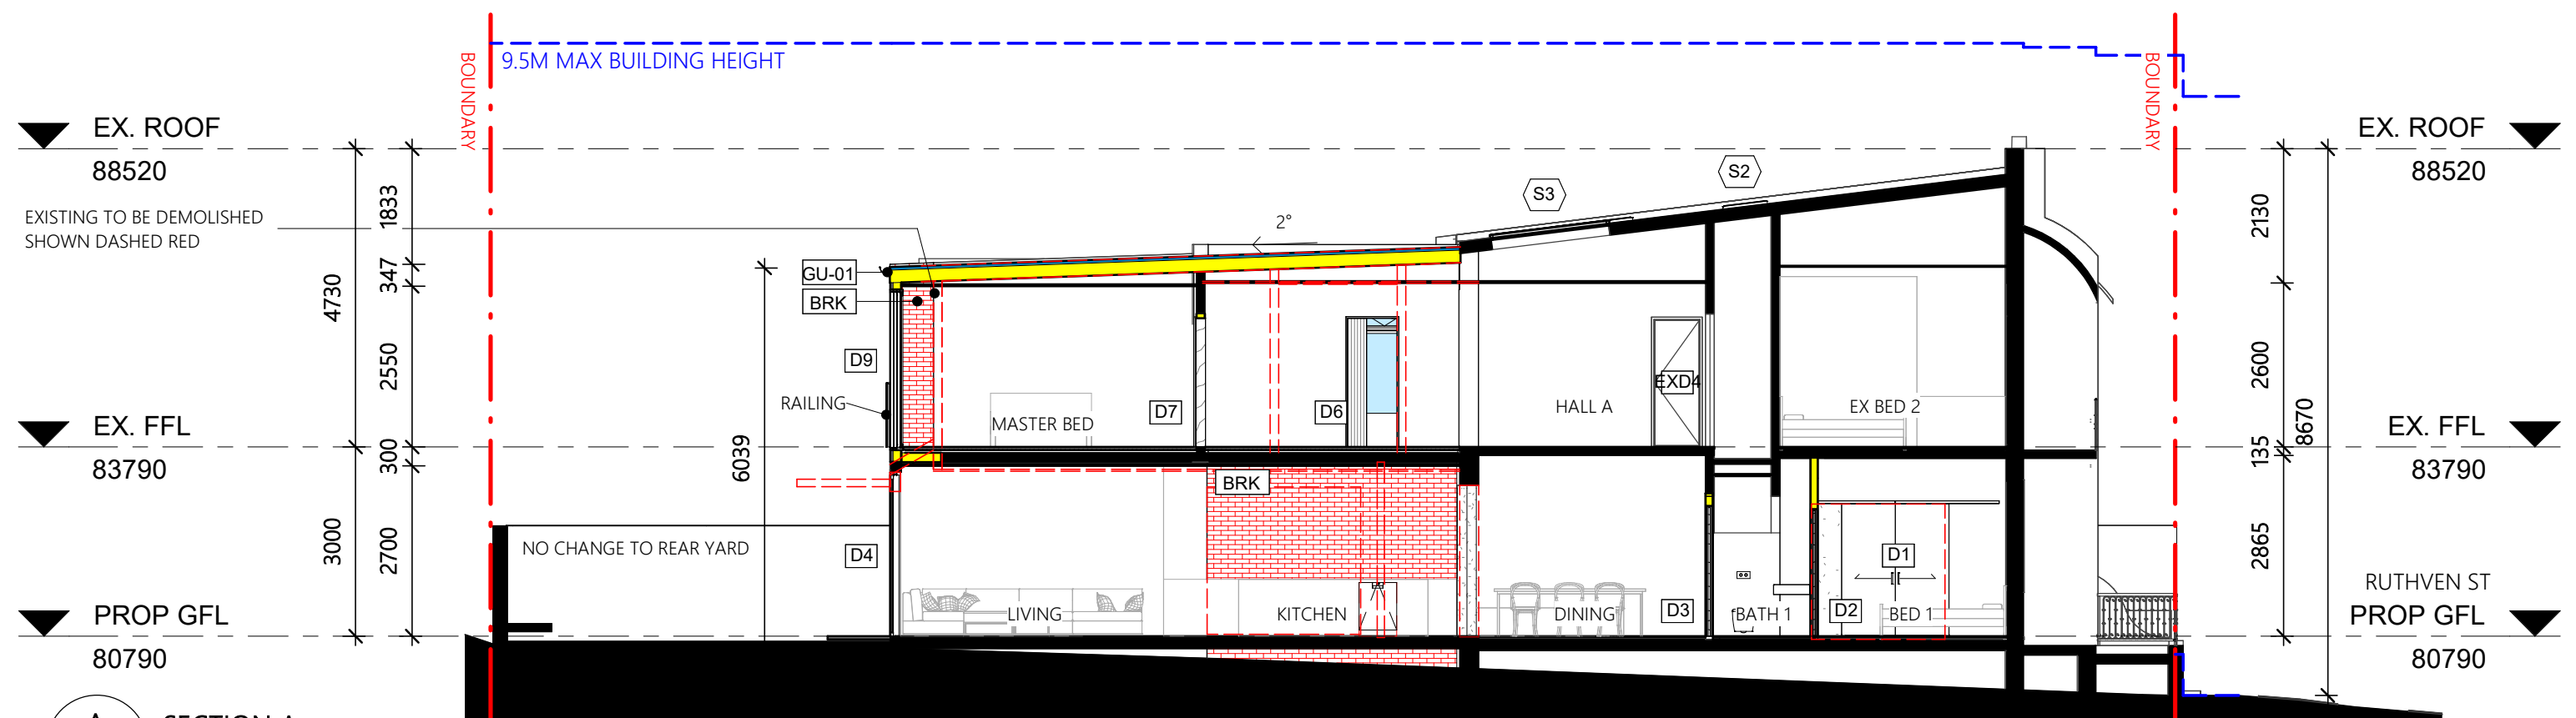 BOUNDARY
9.5M MAX BUILDING HEIGHT
BOUNDARY
EX. ROOF
88520
EX. ROOF
88520
EXISTING TO BE DEMOLISHED
SHOWN DASHED RED
1833
347
4730
2550
300
3000
2700
6039
GU-01
BRK
D9
RAILING
MASTER BED
D7
2°
D6
S3
S2
HALL A
EXD4
EX BED 2
2130
2600
8670
135
2865
EX. FFL
83790
EX. FFL
83790
BRK
NO CHANGE TO REAR YARD
D4
LIVING
KITCHEN
DINING
D3
BATH 1
D2
D1
BED 1
RUTHVEN ST
PROP GFL
80790
PROP GFL
80790